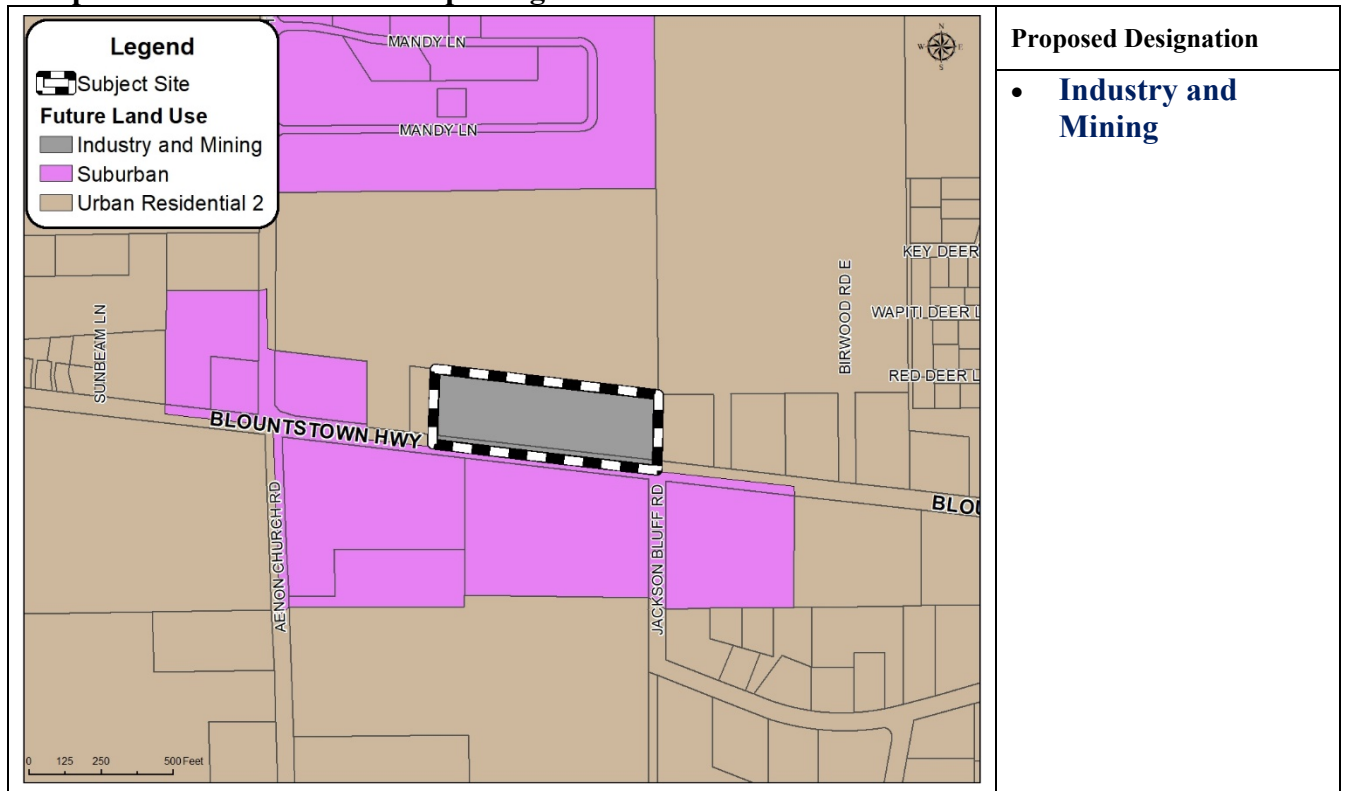 Legend
Subject Site
Future Land Use
Industry and Mining
Suburban
Urban Residential 2
MANDY LN
MANDY LN
N
W E
S
KEY DEER
WAPITI DEER L
RED DEER L
BIRWOOD RD E
SUNBEAM LN
BLOUNTSTOWN HWY
BLOU
AENON CHURCH RD
JACKSON BLUFF RD
0 125 250 500 Feet
Proposed Designation
• Industry and
Mining